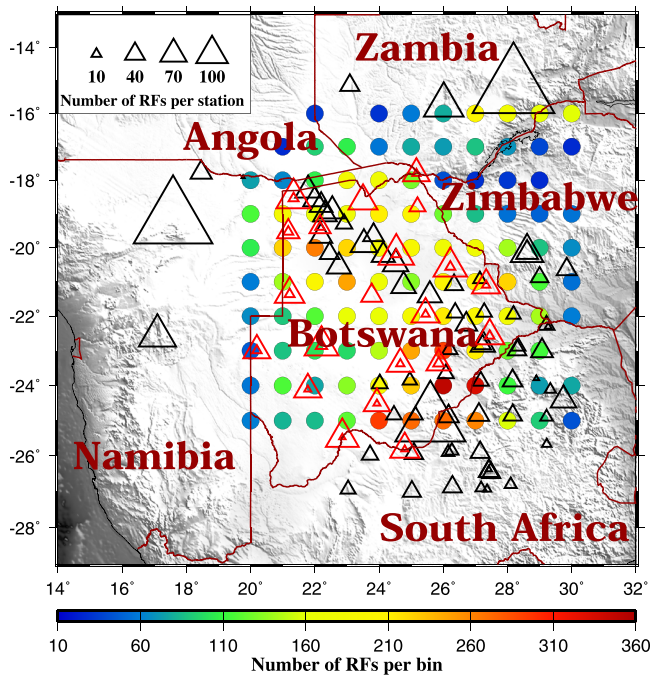 10 40 70 100
Number of RFs per station
Zambia
Angola
Zimbabwe
Botswana
Namibia
South Africa
-14°
-16°
-18°
-20°
-22°
-24°
-26°
-28°
14° 16° 18° 20° 22° 24° 26° 28° 30° 32°
10 60 110 160 210 260 310 360
Number of RFs per bin